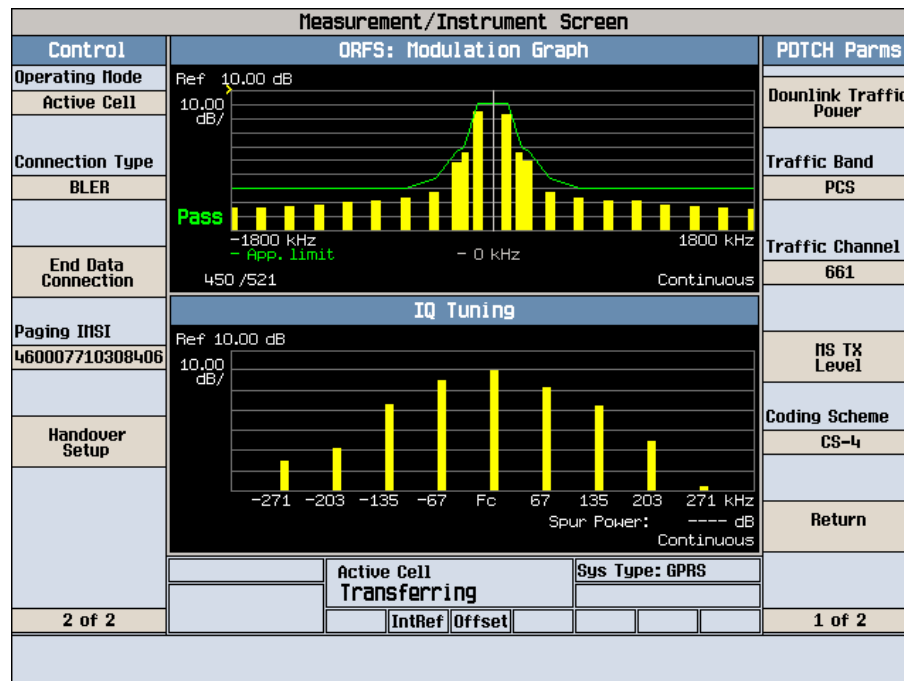 Measurement/Instrument Screen
Control
Operating Mode
Active Cell
Connection Type
BLER
End Data
Connection
Paging IMSI
460007710308406
Handover
Setup
2 of 2
ORFS: Modulation Graph
Ref 10.00 dB
10.00
dB/
Pass
-1800 kHz
1800 kHz
- App. limit
- 0 kHz
450 /521
Continuous
IQ Tuning
Ref 10.00 dB
10.00
dB/
-271 -203 -135 -67 Fc 67 135 203 271 kHz
Spur Power: ---- dB
Continuous
Active Cell
Transferring
Sys Type: GPRS
IntRef Offset
PDTCH Parms
Downlink Traffic
Power
Traffic Band
PCS
Traffic Channel
661
MS TX
Level
Coding Scheme
CS-4
Return
1 of 2